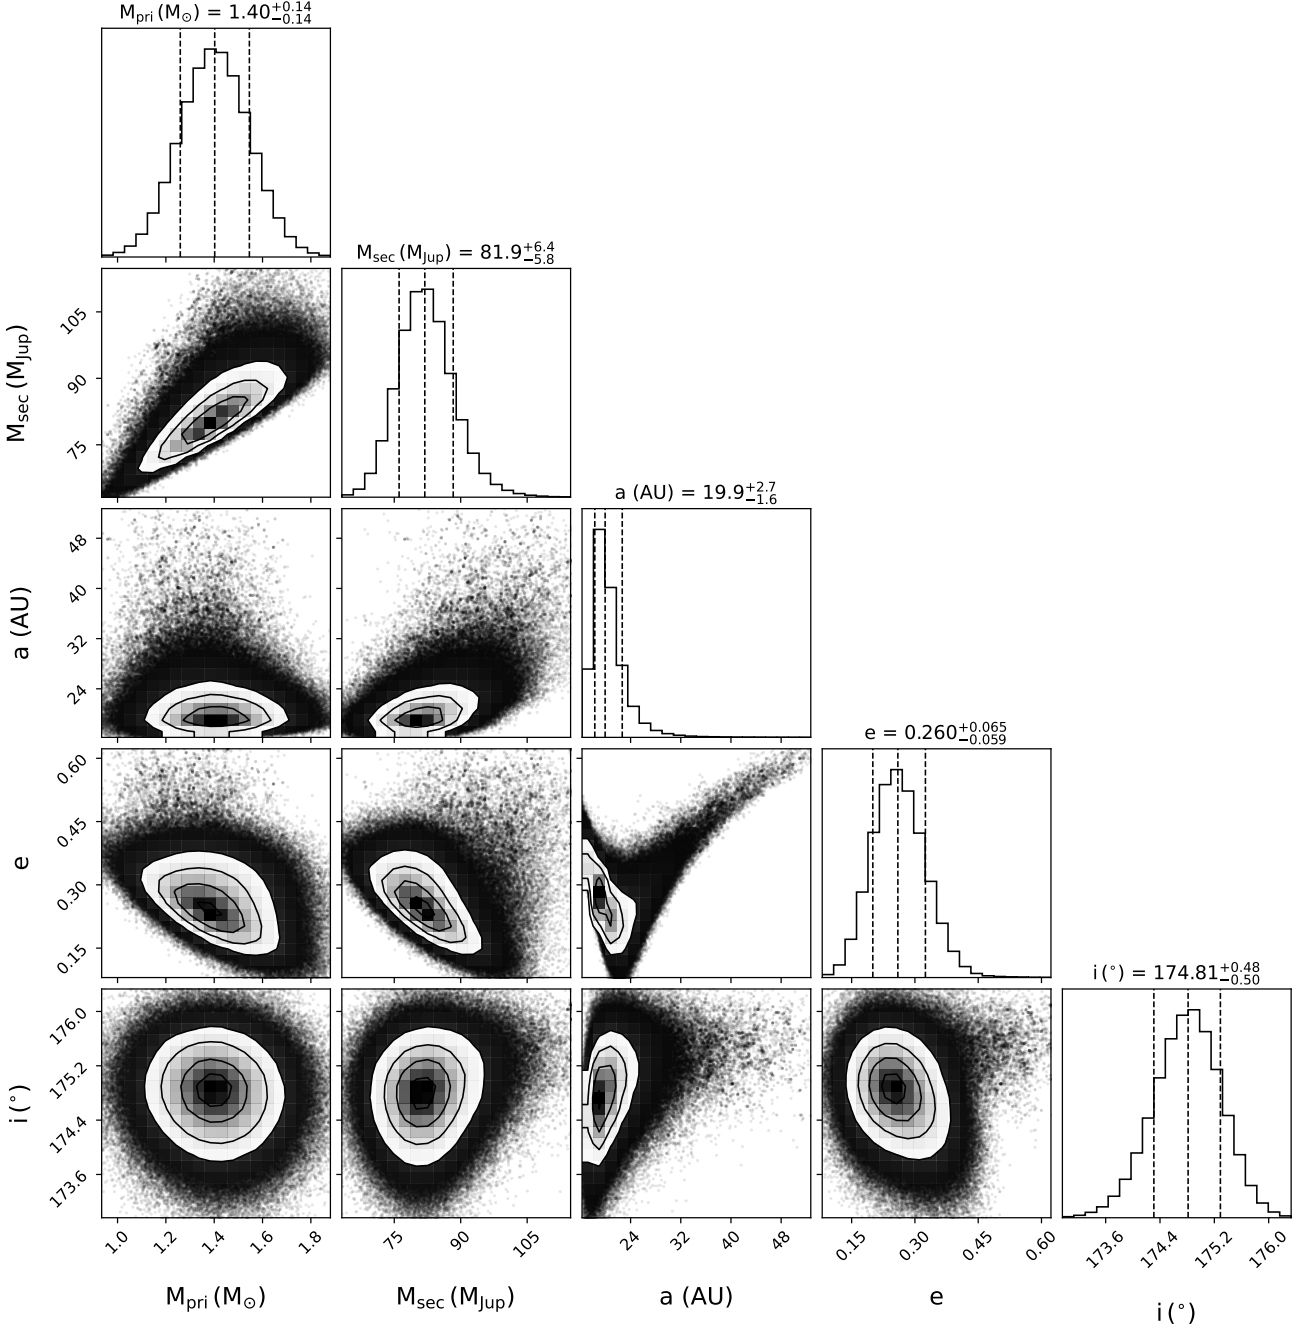 M_pri (M_⊙) = 1.40^{+0.14}_{−0.14}
M_sec (M_Jup) = 81.9^{+6.4}_{−5.8}
M_sec (M_Jup)
105
90
75
a (AU) = 19.9^{+2.7}_{−1.6}
a (AU)
48
40
32
24
e = 0.260^{+0.065}_{−0.059}
e
0.60
0.45
0.30
0.15
i (°) = 174.81^{+0.48}_{−0.50}
i (°)
176.0
175.2
174.4
173.6
1.0 1.2 1.4 1.6 1.8
75 90 105
24 32 40 48
0.15 0.30 0.45 0.60
173.6 174.4 175.2 176.0
M_pri (M_⊙) M_sec (M_Jup) a (AU) e i (°)